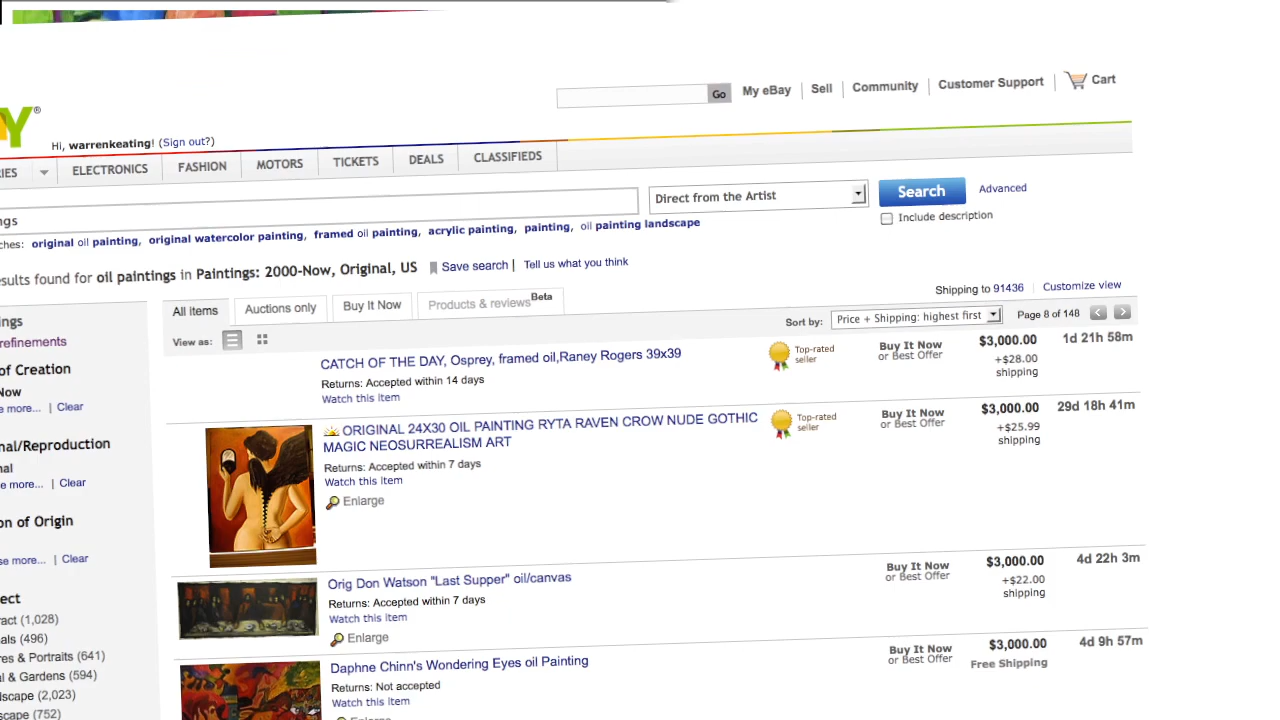 Go My eBay Sell Community Customer Support Cart
Y®
Hi, warrenkeating! (Sign out?)
IES ELECTRONICS FASHION MOTORS TICKETS DEALS CLASSIFIEDS
ngs Direct from the Artist Search Advanced
Include description
ches: original oil painting, original watercolor painting, framed oil painting, acrylic painting, painting, oil painting landscape
esults found for oil paintings in Paintings: 2000-Now, Original, US Save search | Tell us what you think
Shipping to 91436 Customize view
All items Auctions only Buy It Now Products & reviews Beta
View as: Sort by: Price + Shipping: highest first Page 8 of 148
ngs
refinements
of Creation
Now
e more... | Clear
nal/Reproduction
nal
e more... | Clear
on of Origin
se more... | Clear
ect
ract (1,028)
als (496)
res & Portraits (641)
l & Gardens (594)
dscape (2,023)
scape (752)
CATCH OF THE DAY, Osprey, framed oil,Raney Rogers 39x39
Returns: Accepted within 14 days
Watch this item
Top-rated
seller
Buy It Now
or Best Offer
$3,000.00
+$28.00
shipping
1d 21h 58m
ORIGINAL 24X30 OIL PAINTING RYTA RAVEN CROW NUDE GOTHIC
MAGIC NEOSURREALISM ART
Returns: Accepted within 7 days
Watch this item
Enlarge
Top-rated
seller
Buy It Now
or Best Offer
$3,000.00
+$25.99
shipping
29d 18h 41m
Orig Don Watson "Last Supper" oil/canvas
Returns: Accepted within 7 days
Watch this item
Enlarge
Buy It Now
or Best Offer
$3,000.00
+$22.00
shipping
4d 22h 3m
Daphne Chinn's Wondering Eyes oil Painting
Returns: Not accepted
Watch this item
Enlarge
Buy It Now
or Best Offer
$3,000.00
Free Shipping
4d 9h 57m